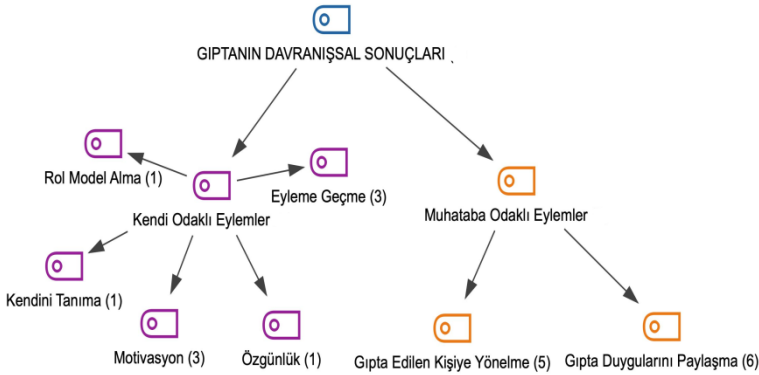 GIPTANIN DAVRANIŞSAL SONUÇLARI
Rol Model Alma (1)
Eyleme Geçme (3)
Kendi Odaklı Eylemler
Muhataba Odaklı Eylemler
Kendini Tanıma (1)
Motivasyon (3)
Özgünlük (1)
Gıpta Edilen Kişiye Yönelme (5)
Gıpta Duygularını Paylaşma (6)